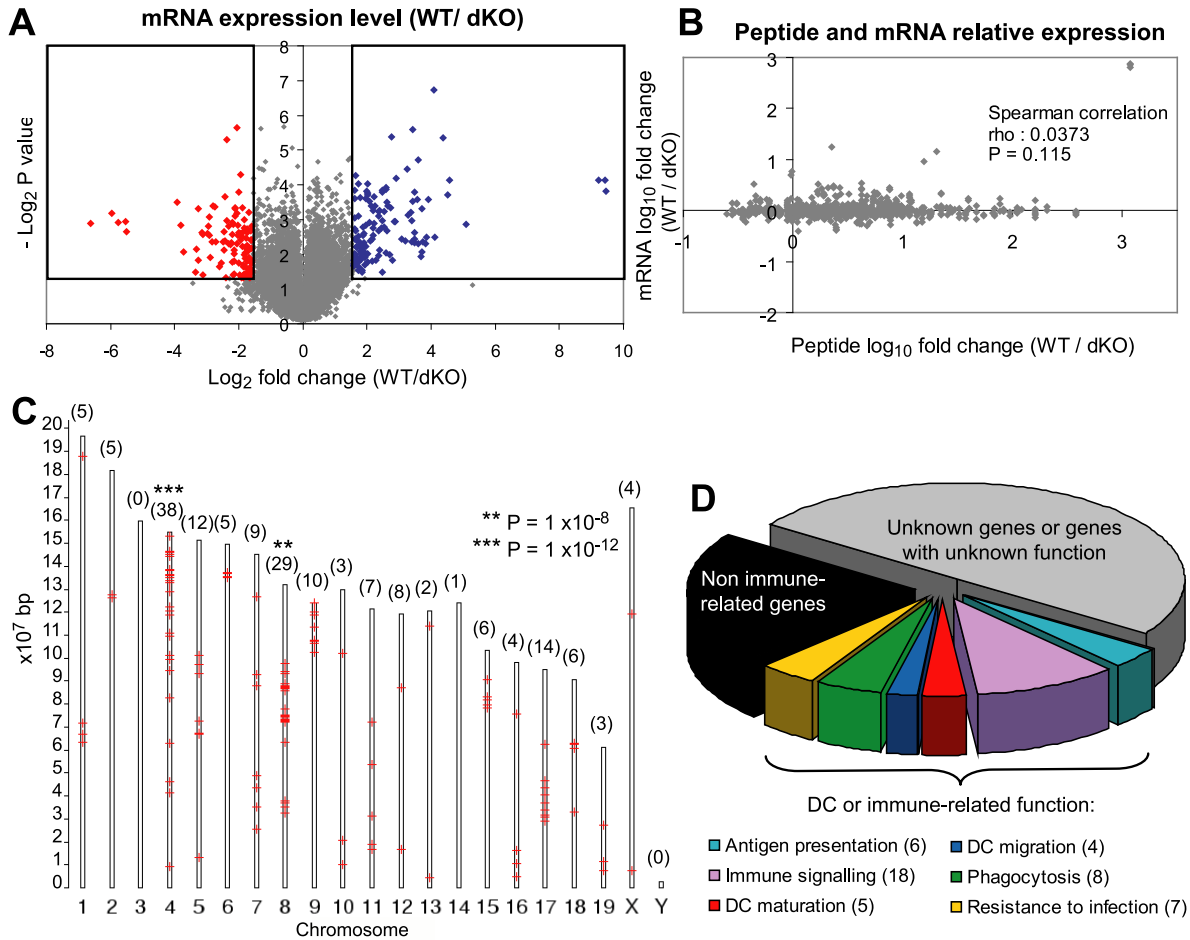 A
mRNA expression level (WT/ dKO)
- Log2 P value
8
7
6
5
4
3
2
1
0
-8 -6 -4 -2 0 2 4 6 8 10
Log2 fold change (WT/dKO)
B
Peptide and mRNA relative expression
mRNA log10 fold change
(WT / dKO)
3
2
1
0
-1
-2
-1 0 1 2 3
Spearman correlation
rho : 0.0373
P = 0.115
Peptide log10 fold change (WT / dKO)
C
x10^7 bp
20
19
18
17
16
15
14
13
12
11
10
9
8
7
6
5
4
3
2
1
0
(5) (5) (0) *** (38) (12) (5) (9) ** (29) (10) (3) (7) (8) (2) (1) (6) (4) (14) (6) (3) (4) (0)
** P = 1 x10^-8
*** P = 1 x10^-12
1 2 3 4 5 6 7 8 9 10 11 12 13 14 15 16 17 18 19 X Y
Chromosome
D
Unknown genes or genes
with unknown function
Non immune-
related genes
DC or immune-related function:
Antigen presentation (6)
Immune signalling (18)
DC maturation (5)
DC migration (4)
Phagocytosis (8)
Resistance to infection (7)